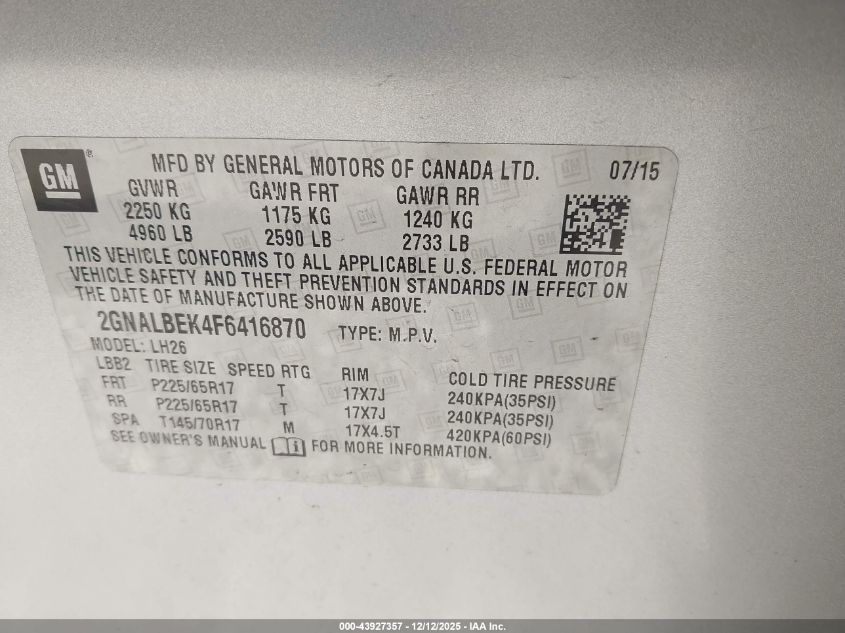 GM ®
MFD BY GENERAL MOTORS OF CANADA LTD. 07/15
GVWR GAWR FRT GAWR RR
2250 KG 1175 KG 1240 KG
4960 LB 2590 LB 2733 LB
THIS VEHICLE CONFORMS TO ALL APPLICABLE U.S. FEDERAL MOTOR
VEHICLE SAFETY AND THEFT PREVENTION STANDARDS IN EFFECT ON
THE DATE OF MANUFACTURE SHOWN ABOVE.
2GNALBEK4F6416870 TYPE: M.P.V.
MODEL: LH26
LBB2 TIRE SIZE SPEED RTG RIM COLD TIRE PRESSURE
FRT P225/65R17 T 17X7J 240KPA(35PSI)
RR P225/65R17 T 17X7J 240KPA(35PSI)
SPA T145/70R17 M 17X4.5T 420KPA(60PSI)
SEE OWNER'S MANUAL FOR MORE INFORMATION.
000-43927357 - 12/12/2025 - IAA Inc.